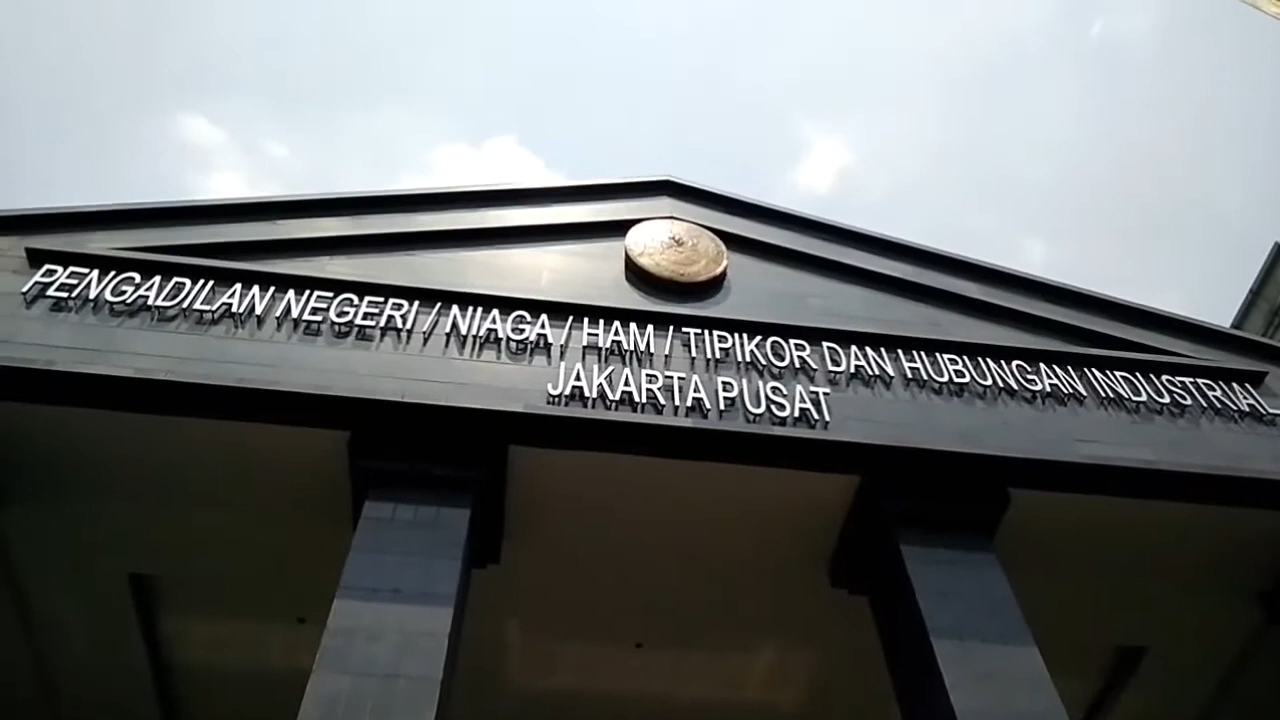 PENGADILAN NEGERI / NIAGA / HAM / TIPIKOR DAN HUBUNGAN INDUSTRIAL
JAKARTA PUSAT